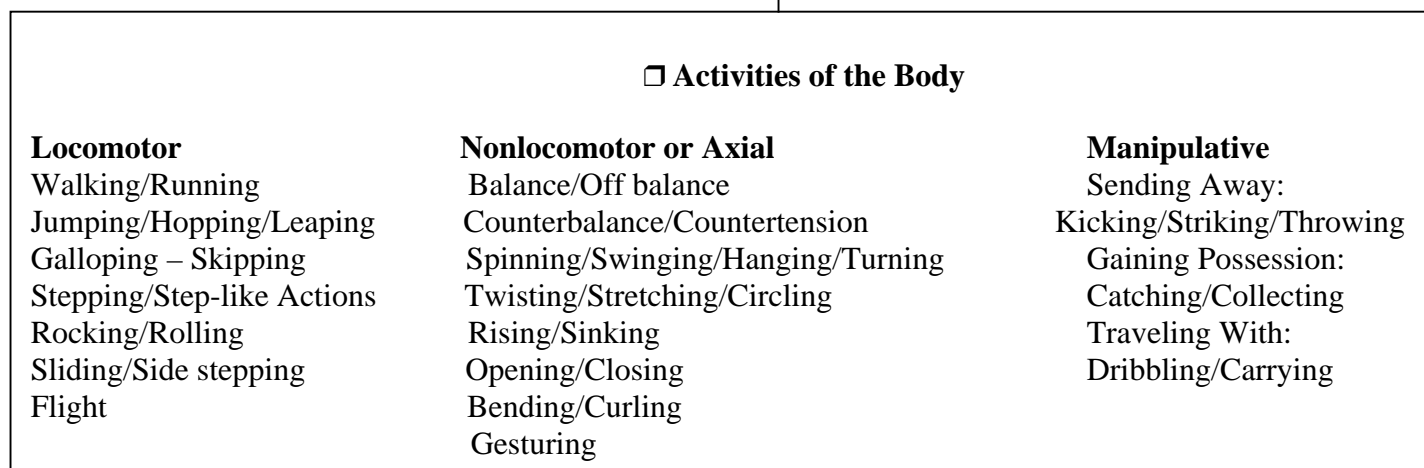 ❒ Activities of the Body
Locomotor Nonlocomotor or Axial Manipulative
Walking/Running Balance/Off balance Sending Away:
Jumping/Hopping/Leaping Counterbalance/Countertension Kicking/Striking/Throwing
Galloping – Skipping Spinning/Swinging/Hanging/Turning Gaining Possession:
Stepping/Step-like Actions Twisting/Stretching/Circling Catching/Collecting
Rocking/Rolling Rising/Sinking Traveling With:
Sliding/Side stepping Opening/Closing Dribbling/Carrying
Flight Bending/Curling
Gesturing